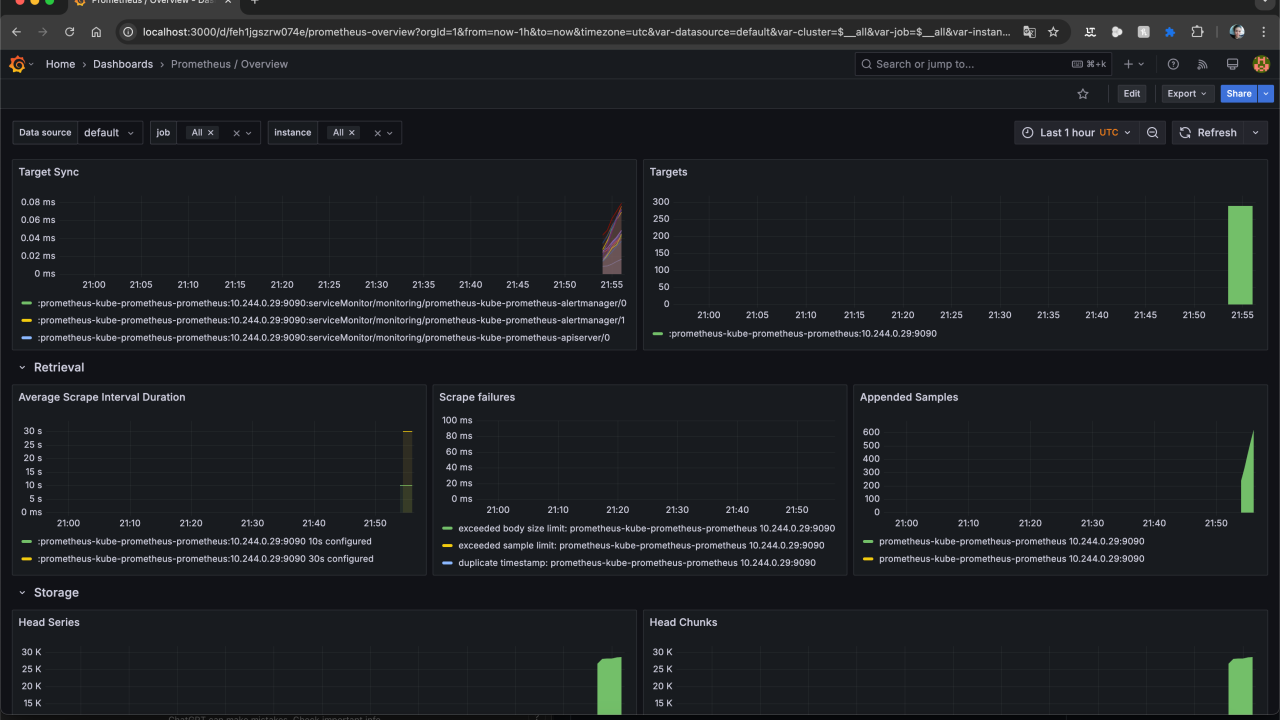 Prometheus / Overview - Das
localhost:3000/d/feh1jgszrw074e/prometheus-overview?orgId=1&from=now-1h&to=now&timezone=utc&var-datasource=default&var-cluster=$__all&var-job=$__all&var-instan...
Home › Dashboards › Prometheus / Overview
Search or jump to...
⌘+k
Edit
Export
Share
Data source default
job All ×
instance All ×
Last 1 hour UTC
Refresh
Target Sync
0.08 ms
0.06 ms
0.04 ms
0.02 ms
0 ms
21:00 21:05 21:10 21:15 21:20 21:25 21:30 21:35 21:40 21:45 21:50 21:55
:prometheus-kube-prometheus-prometheus:10.244.0.29:9090:serviceMonitor/monitoring/prometheus-kube-prometheus-alertmanager/0
:prometheus-kube-prometheus-prometheus:10.244.0.29:9090:serviceMonitor/monitoring/prometheus-kube-prometheus-alertmanager/1
:prometheus-kube-prometheus-prometheus:10.244.0.29:9090:serviceMonitor/monitoring/prometheus-kube-prometheus-apiserver/0
Targets
300
250
200
150
100
50
0
21:00 21:05 21:10 21:15 21:20 21:25 21:30 21:35 21:40 21:45 21:50 21:55
:prometheus-kube-prometheus-prometheus:10.244.0.29:9090
Retrieval
Average Scrape Interval Duration
30 s
25 s
20 s
15 s
10 s
5 s
0 ms
21:00 21:10 21:20 21:30 21:40 21:50
:prometheus-kube-prometheus-prometheus:10.244.0.29:9090 10s configured
:prometheus-kube-prometheus-prometheus:10.244.0.29:9090 30s configured
Scrape failures
100 ms
80 ms
60 ms
40 ms
20 ms
0 ms
21:00 21:10 21:20 21:30 21:40 21:50
exceeded body size limit: prometheus-kube-prometheus-prometheus 10.244.0.29:9090
exceeded sample limit: prometheus-kube-prometheus-prometheus 10.244.0.29:9090
duplicate timestamp: prometheus-kube-prometheus-prometheus 10.244.0.29:9090
Appended Samples
600
500
400
300
200
100
0
21:00 21:10 21:20 21:30 21:40 21:50
prometheus-kube-prometheus-prometheus 10.244.0.29:9090
prometheus-kube-prometheus-prometheus 10.244.0.29:9090
Storage
Head Series
30 K
25 K
20 K
15 K
Head Chunks
30 K
25 K
20 K
15 K
ChatGPT can make mistakes. Check important info.